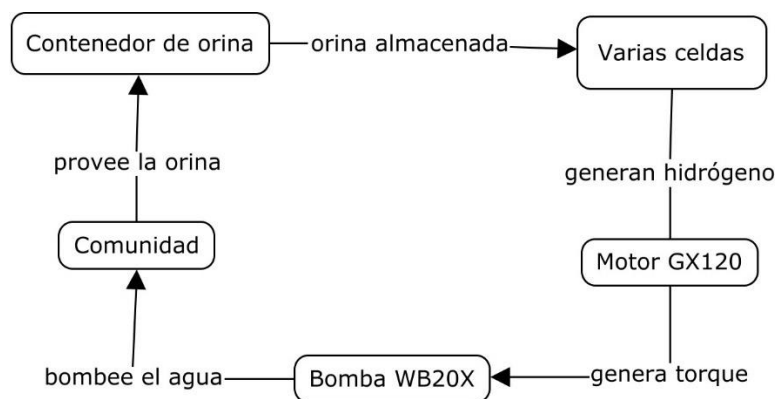 Contenedor de orina
orina almacenada
Varias celdas
provee la orina
generan hidrógeno
Comunidad
Motor GX120
bombee el agua
Bomba WB20X
genera torque